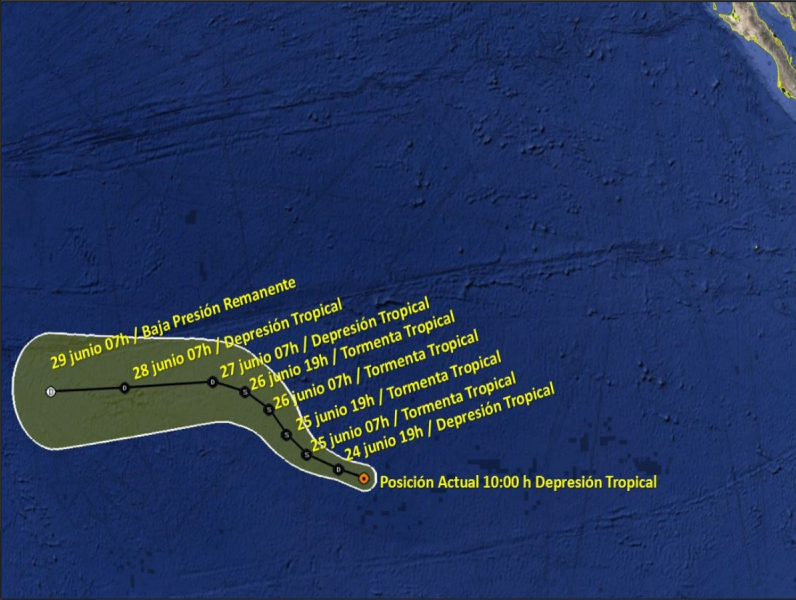 29 junio 07h / Baja Presión Remanente
28 junio 07h / Depresión Tropical
27 junio 07h / Depresión Tropical
26 junio 19h / Tormenta Tropical
26 junio 07h / Tormenta Tropical
25 junio 19h / Tormenta Tropical
25 junio 07h / Tormenta Tropical
24 junio 19h / Depresión Tropical
Posición Actual 10:00 h Depresión Tropical
D
D
S
S
S
S
D